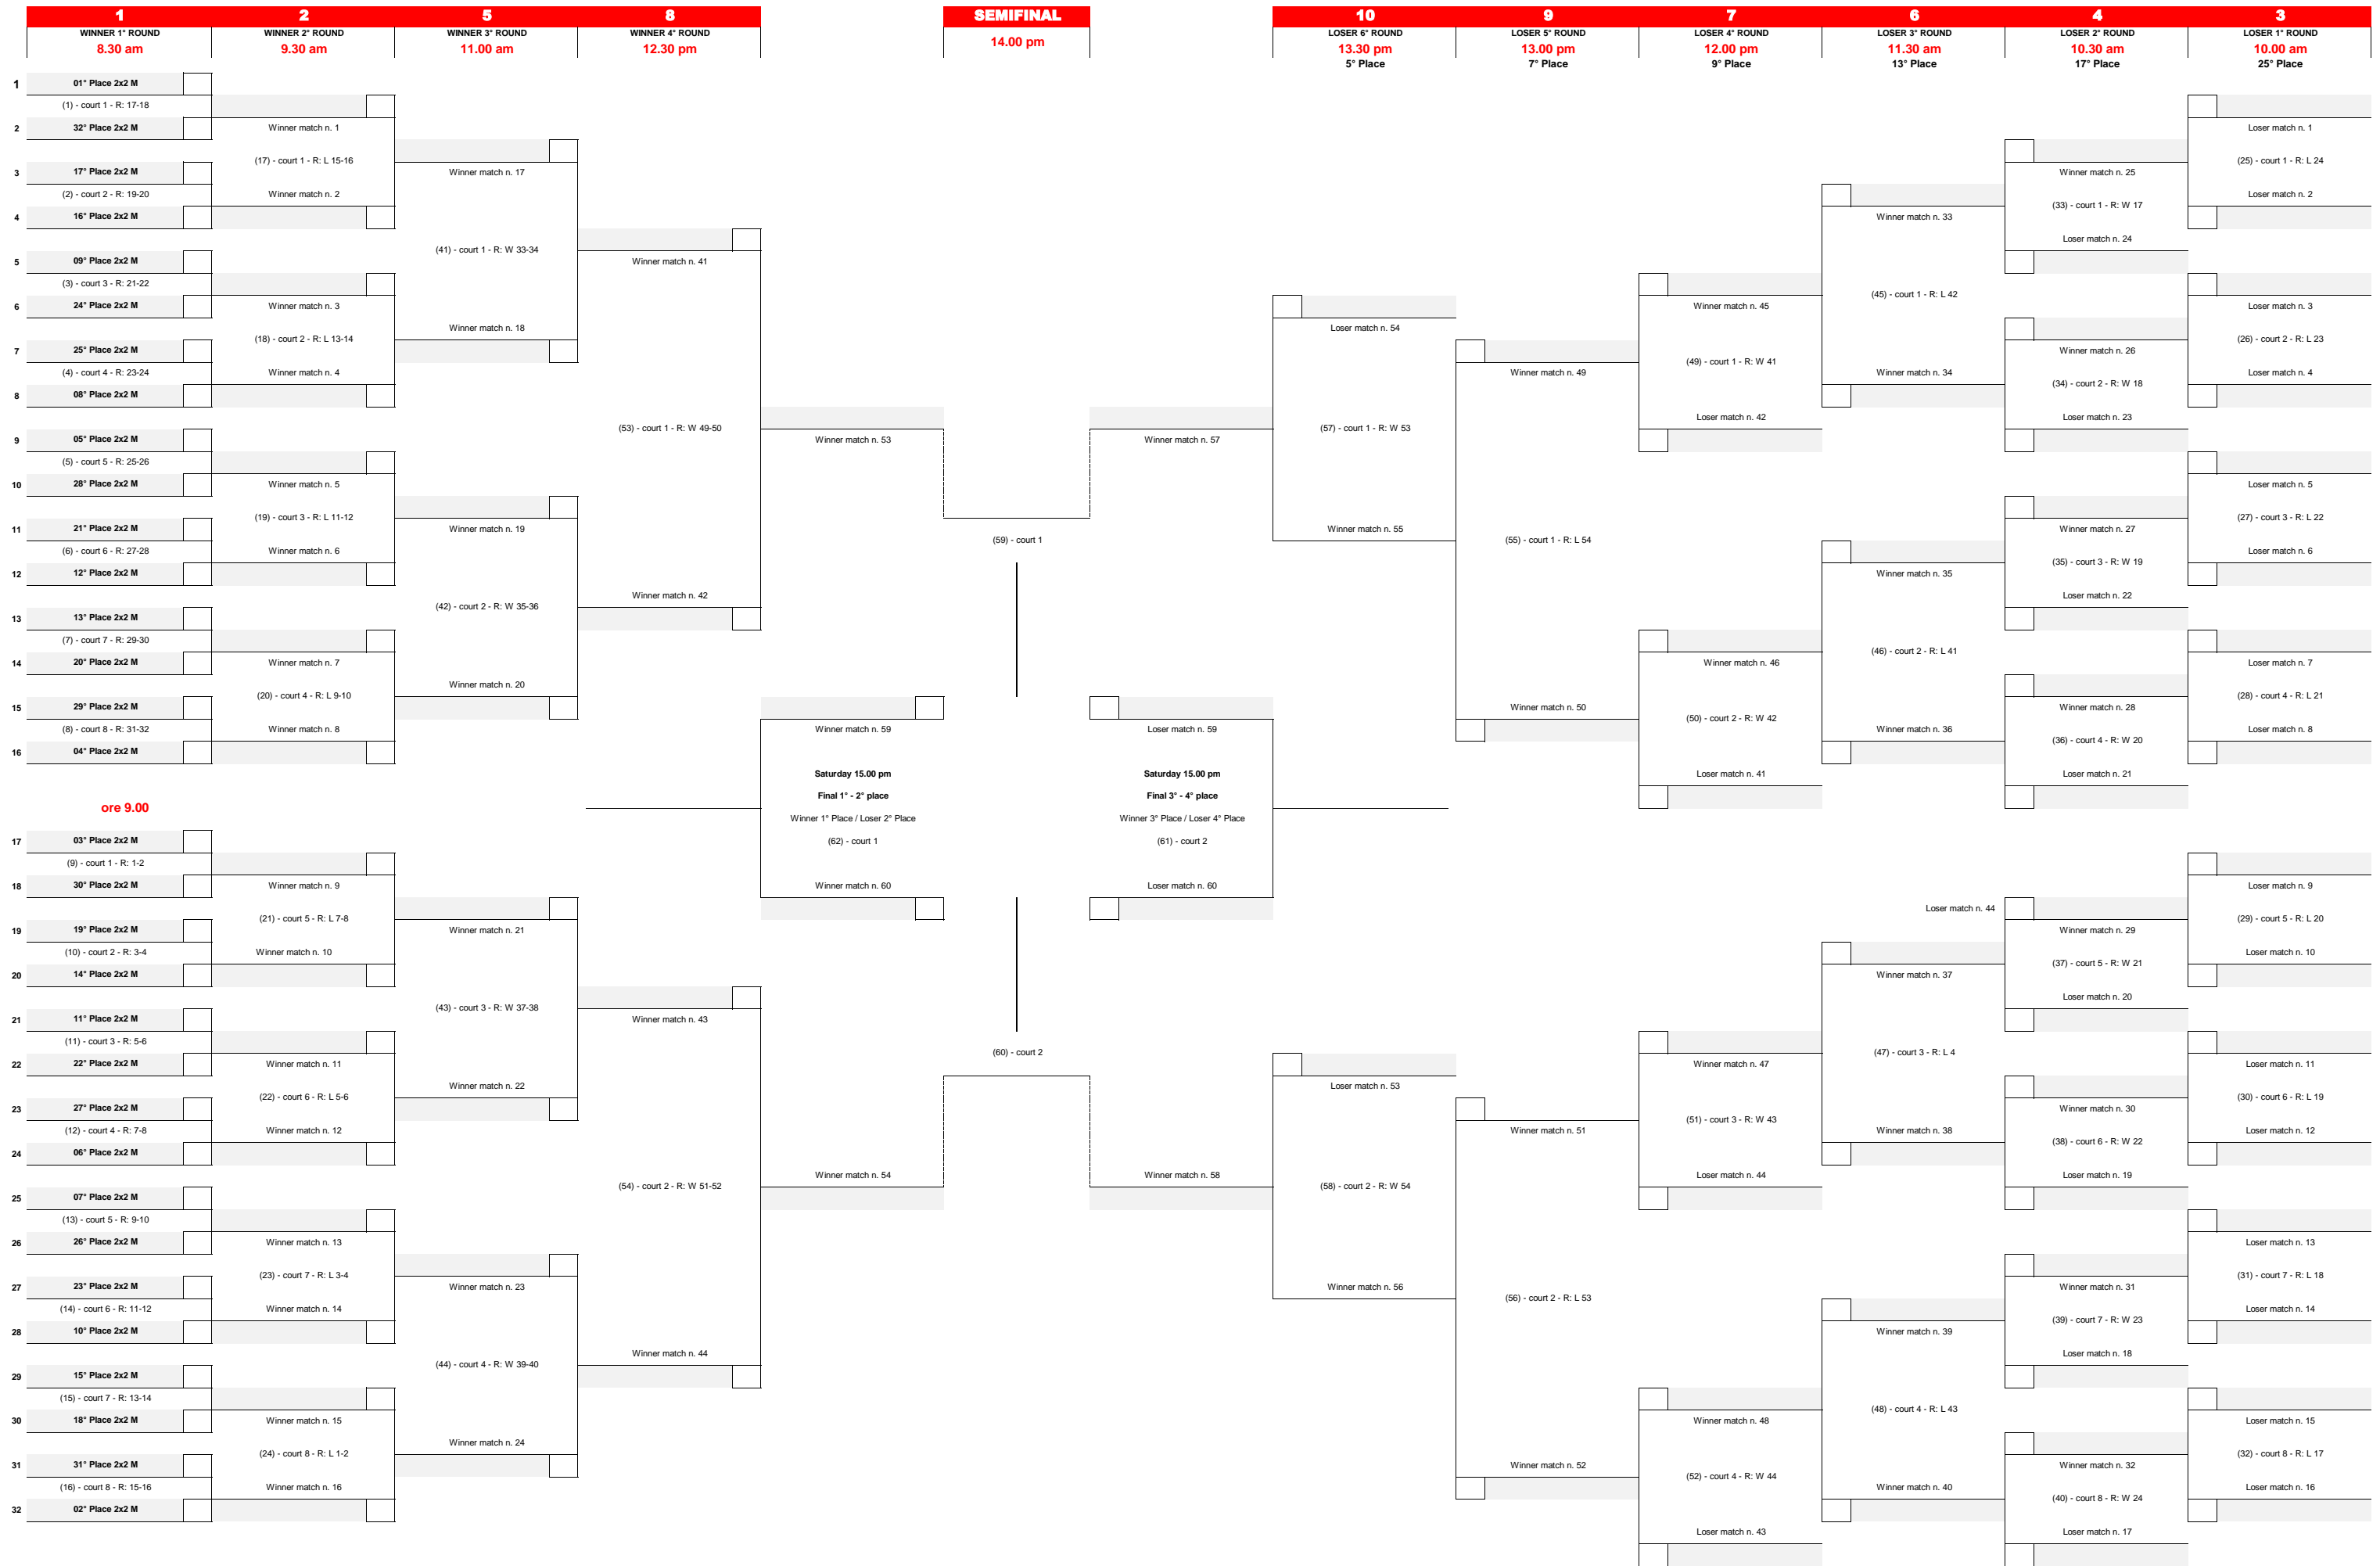 1 2 5 8 SEMIFINAL 10 9 7 6 4 3
WINNER 1° ROUND WINNER 2° ROUND WINNER 3° ROUND WINNER 4° ROUND LOSER 6° ROUND LOSER 5° ROUND LOSER 4° ROUND LOSER 3° ROUND LOSER 2° ROUND LOSER 1° ROUND
8.30 am 9.30 am 11.00 am 12.30 pm 14.00 pm 13.30 pm 13.00 pm 12.00 pm 11.30 am 10.30 am 10.00 am
5° Place 7° Place 9° Place 13° Place 17° Place 25° Place
1 01° Place 2x2 M
(1) - court 1 - R: 17-18
2 32° Place 2x2 M
3 17° Place 2x2 M
(2) - court 2 - R: 19-20
4 16° Place 2x2 M
5 09° Place 2x2 M
(3) - court 3 - R: 21-22
6 24° Place 2x2 M
7 25° Place 2x2 M
(4) - court 4 - R: 23-24
8 08° Place 2x2 M
9 05° Place 2x2 M
(5) - court 5 - R: 25-26
10 28° Place 2x2 M
11 21° Place 2x2 M
(6) - court 6 - R: 27-28
12 12° Place 2x2 M
13 13° Place 2x2 M
(7) - court 7 - R: 29-30
14 20° Place 2x2 M
15 29° Place 2x2 M
(8) - court 8 - R: 31-32
16 04° Place 2x2 M
ore 9.00
17 03° Place 2x2 M
(9) - court 1 - R: 1-2
18 30° Place 2x2 M
19 19° Place 2x2 M
(10) - court 2 - R: 3-4
20 14° Place 2x2 M
21 11° Place 2x2 M
(11) - court 3 - R: 5-6
22 22° Place 2x2 M
23 27° Place 2x2 M
(12) - court 4 - R: 7-8
24 06° Place 2x2 M
25 07° Place 2x2 M
(13) - court 5 - R: 9-10
26 26° Place 2x2 M
27 23° Place 2x2 M
(14) - court 6 - R: 11-12
28 10° Place 2x2 M
29 15° Place 2x2 M
(15) - court 7 - R: 13-14
30 18° Place 2x2 M
31 31° Place 2x2 M
(16) - court 8 - R: 15-16
32 02° Place 2x2 M
Winner match n. 1
(17) - court 1 - R: L 15-16
Winner match n. 2
Winner match n. 3
(18) - court 2 - R: L 13-14
Winner match n. 4
Winner match n. 5
(19) - court 3 - R: L 11-12
Winner match n. 6
Winner match n. 7
(20) - court 4 - R: L 9-10
Winner match n. 8
Winner match n. 9
(21) - court 5 - R: L 7-8
Winner match n. 10
Winner match n. 11
(22) - court 6 - R: L 5-6
Winner match n. 12
Winner match n. 13
(23) - court 7 - R: L 3-4
Winner match n. 14
Winner match n. 15
(24) - court 8 - R: L 1-2
Winner match n. 16
Winner match n. 17
(41) - court 1 - R: W 33-34
Winner match n. 18
Winner match n. 19
(42) - court 2 - R: W 35-36
Winner match n. 20
Winner match n. 21
(43) - court 3 - R: W 37-38
Winner match n. 22
Winner match n. 23
(44) - court 4 - R: W 39-40
Winner match n. 24
Winner match n. 41
(53) - court 1 - R: W 49-50
Winner match n. 42
Winner match n. 43
(54) - court 2 - R: W 51-52
Winner match n. 44
Winner match n. 53
Winner match n. 59
Saturday 15.00 pm
Final 1° - 2° place
Winner 1° Place / Loser 2° Place
(62) - court 1
Winner match n. 60
Winner match n. 54
(59) - court 1
(60) - court 2
Winner match n. 57
Loser match n. 59
Saturday 15.00 pm
Final 3° - 4° place
Winner 3° Place / Loser 4° Place
(61) - court 2
Loser match n. 60
Winner match n. 58
Loser match n. 54
(57) - court 1 - R: W 53
Winner match n. 55
Loser match n. 53
(58) - court 2 - R: W 54
Winner match n. 56
Winner match n. 49
(55) - court 1 - R: L 54
Winner match n. 50
Winner match n. 51
(56) - court 2 - R: L 53
Winner match n. 52
Winner match n. 45
(49) - court 1 - R: W 41
Loser match n. 42
Winner match n. 46
(50) - court 2 - R: W 42
Loser match n. 41
Winner match n. 47
(51) - court 3 - R: W 43
Loser match n. 44
Winner match n. 48
(52) - court 4 - R: W 44
Loser match n. 43
Winner match n. 33
(45) - court 1 - R: L 42
Winner match n. 34
Winner match n. 35
(46) - court 2 - R: L 41
Winner match n. 36
Loser match n. 44
Winner match n. 37
(47) - court 3 - R: L 4
Winner match n. 38
Winner match n. 39
(48) - court 4 - R: L 43
Winner match n. 40
Winner match n. 25
(33) - court 1 - R: W 17
Loser match n. 24
Winner match n. 26
(34) - court 2 - R: W 18
Loser match n. 23
Winner match n. 27
(35) - court 3 - R: W 19
Loser match n. 22
Winner match n. 28
(36) - court 4 - R: W 20
Loser match n. 21
Winner match n. 29
(37) - court 5 - R: W 21
Loser match n. 20
Winner match n. 30
(38) - court 6 - R: W 22
Loser match n. 19
Winner match n. 31
(39) - court 7 - R: W 23
Loser match n. 18
Winner match n. 32
(40) - court 8 - R: W 24
Loser match n. 17
Loser match n. 1
(25) - court 1 - R: L 24
Loser match n. 2
Loser match n. 3
(26) - court 2 - R: L 23
Loser match n. 4
Loser match n. 5
(27) - court 3 - R: L 22
Loser match n. 6
Loser match n. 7
(28) - court 4 - R: L 21
Loser match n. 8
Loser match n. 9
(29) - court 5 - R: L 20
Loser match n. 10
Loser match n. 11
(30) - court 6 - R: L 19
Loser match n. 12
Loser match n. 13
(31) - court 7 - R: L 18
Loser match n. 14
Loser match n. 15
(32) - court 8 - R: L 17
Loser match n. 16